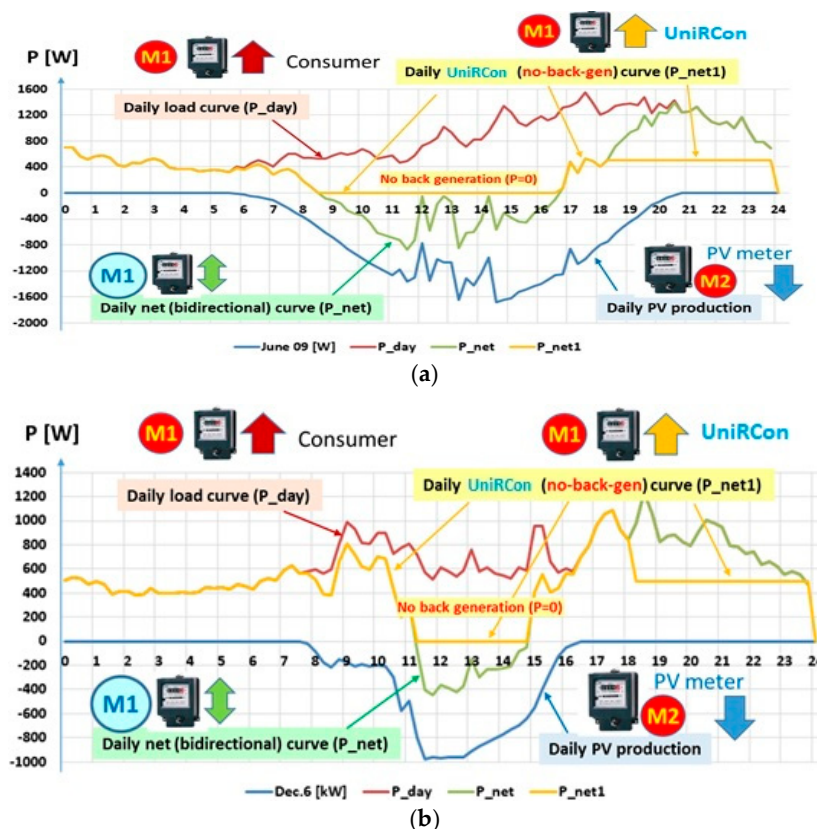 M1 Consumer M1 UniRCon
P [W]
Daily UniRCon (no-back-gen) curve (P_net1)
1600
Daily load curve (P_day)
1200
800
400
No back generation (P=0)
0
0 1 2 3 4 5 6 7 8 9 10 11 12 13 14 15 16 17 18 19 20 21 22 23 24
-400
-800
PV meter
M1 M2
-1200
-1600
Daily net (bidirectional) curve (P_net) Daily PV production
-2000
June 09 [W] P_day P_net P_net1
(a)
M1 Consumer M1 UniRCon
P [W]
1400
Daily load curve (P_day) Daily UniRCon (no-back-gen) curve (P_net1)
1200
1000
800
600
400
No back generation (P=0)
200
0
0 1 2 3 4 5 6 7 8 9 10 11 12 13 14 15 16 17 18 19 20 21 22 23 24
-200
PV meter
-400
M1 M2
-600
-800
Daily net (bidirectional) curve (P_net) Daily PV production
-1000
Dec.6 [kW] P_day P_net P_net1
(b)